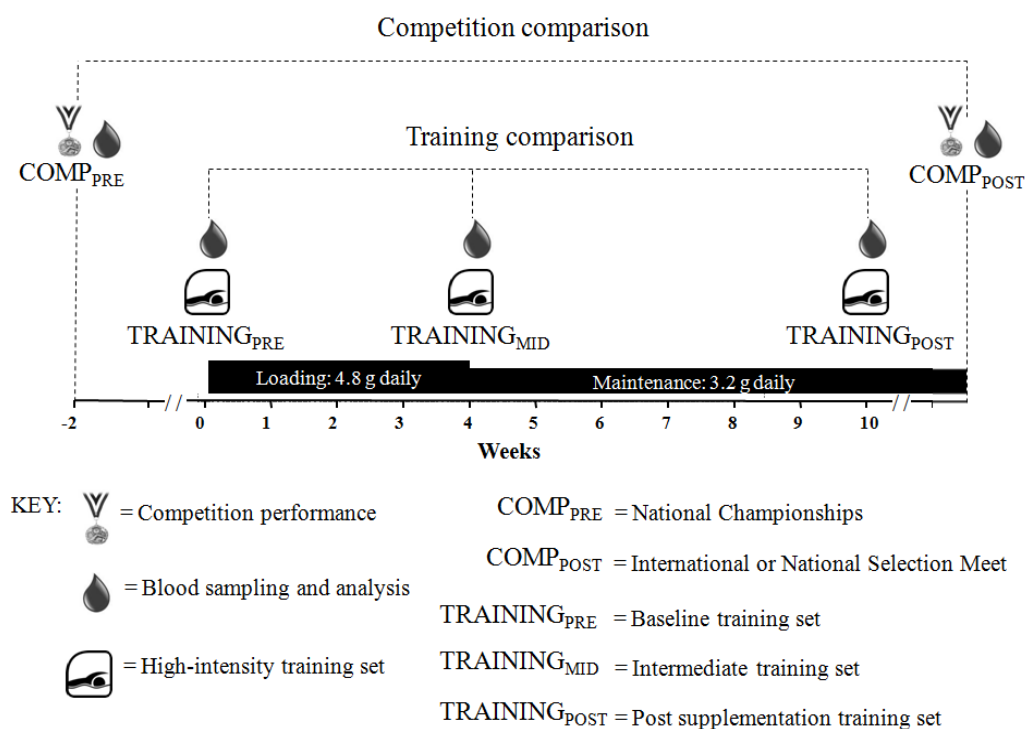 Competition comparison
COMPPRE
COMPPOST
Training comparison
TRAININGPRE
TRAININGMID
TRAININGPOST
Loading: 4.8 g daily
Maintenance: 3.2 g daily
-2 // 0 1 2 3 4 5 6 7 8 9 10 //
Weeks
KEY:
= Competition performance
= Blood sampling and analysis
= High-intensity training set
COMPPRE = National Championships
COMPPOST = International or National Selection Meet
TRAININGPRE = Baseline training set
TRAININGMID = Intermediate training set
TRAININGPOST = Post supplementation training set